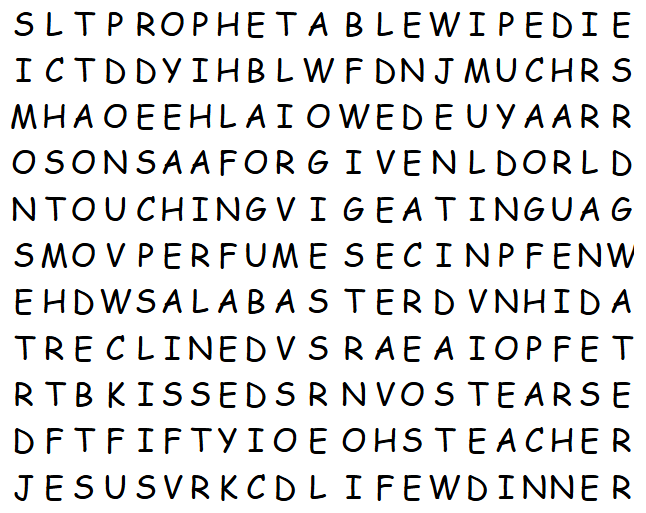 SLTPROPHETABLEWIPEDIE
ICTDDYIHBLWFDNJMUCHRS
MHAOEEHLAIOWEDEUYAARR
OSONSAAFORGIVENLDORLD
NTOUCHINGVIGEATINGUAG
SMOVPERFUMESECINPFENW
EHDWSALABASTERDVNHIDA
TRECLINEDVSRAEAIOPFET
RTBKISSEDSRNVOSTEARSE
DFTFIFTYIOEOHSTEACHER
JESUSVRKCDLIFEWDINNER